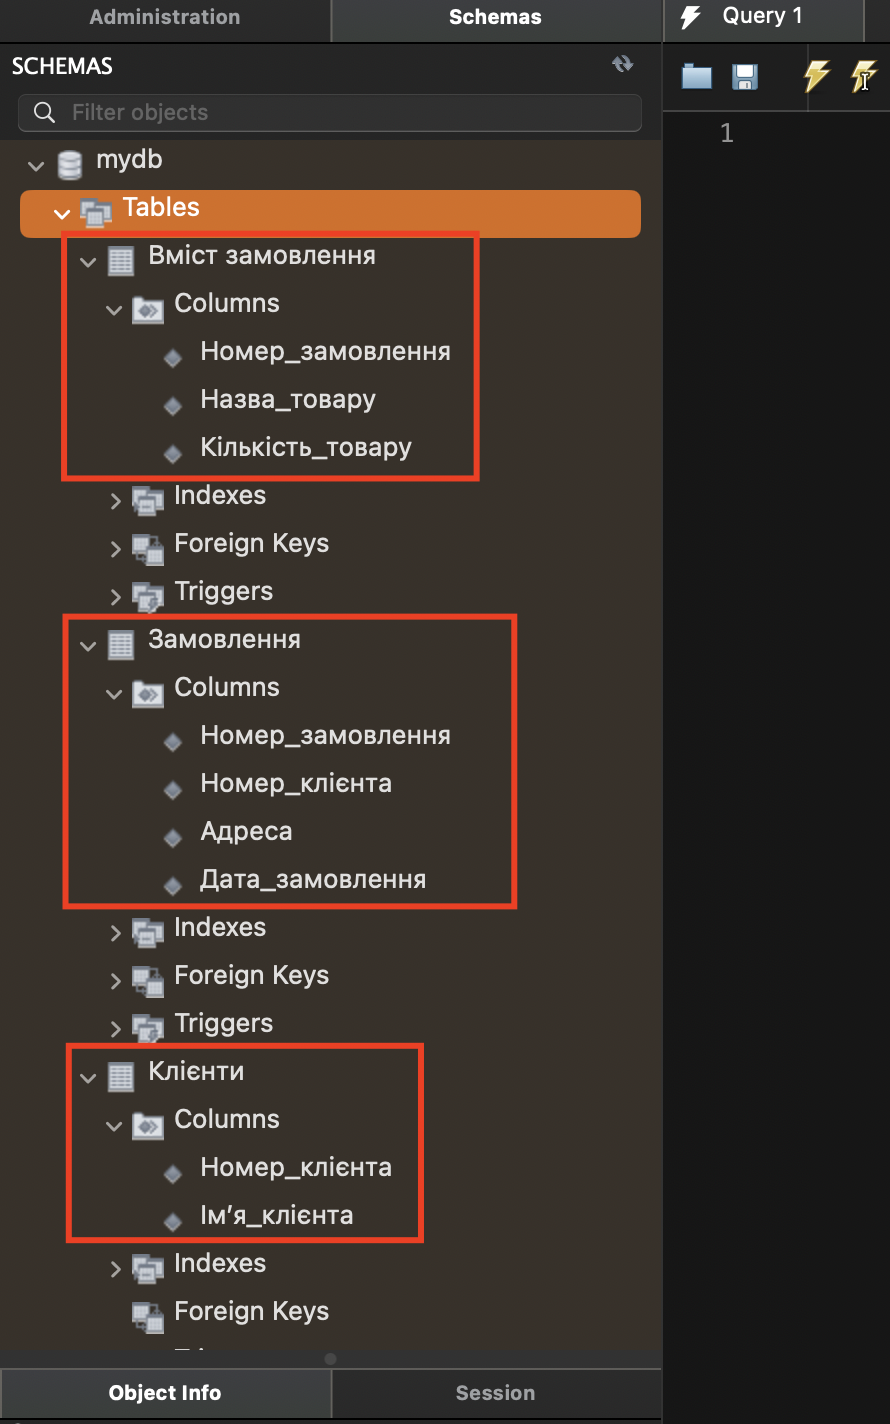 Administration Schemas Query 1
SCHEMAS
Filter objects
1
mydb
Tables
Вміст замовлення
Columns
Номер_замовлення
Назва_товару
Кількість_товару
Indexes
Foreign Keys
Triggers
Замовлення
Columns
Номер_замовлення
Номер_клієнта
Адреса
Дата_замовлення
Indexes
Foreign Keys
Triggers
Клієнти
Columns
Номер_клієнта
Ім’я_клієнта
Indexes
Foreign Keys
Object Info Session